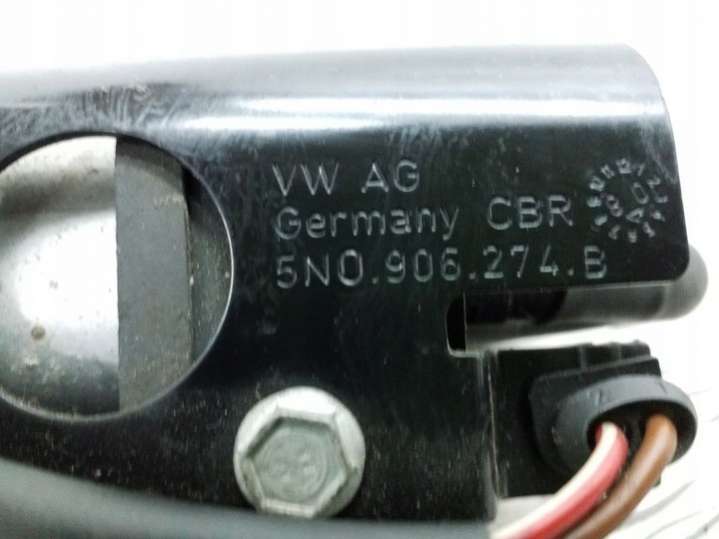 VW AG
Germany CBR
5N0.906.274.B